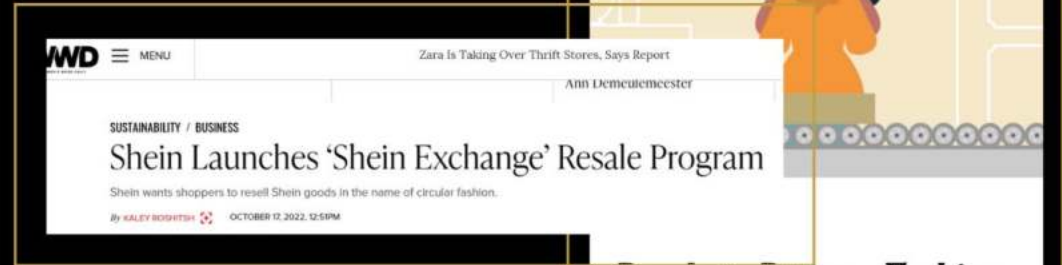 WWD MENU Zara Is Taking Over Thrift Stores, Says Report
Ann Demeulemeester
SUSTAINABILITY / BUSINESS
Shein Launches ‘Shein Exchange’ Resale Program
Shein wants shoppers to resell Shein goods in the name of circular fashion.
By KALEY ROSHITSH OCTOBER 17, 2022, 12:51PM